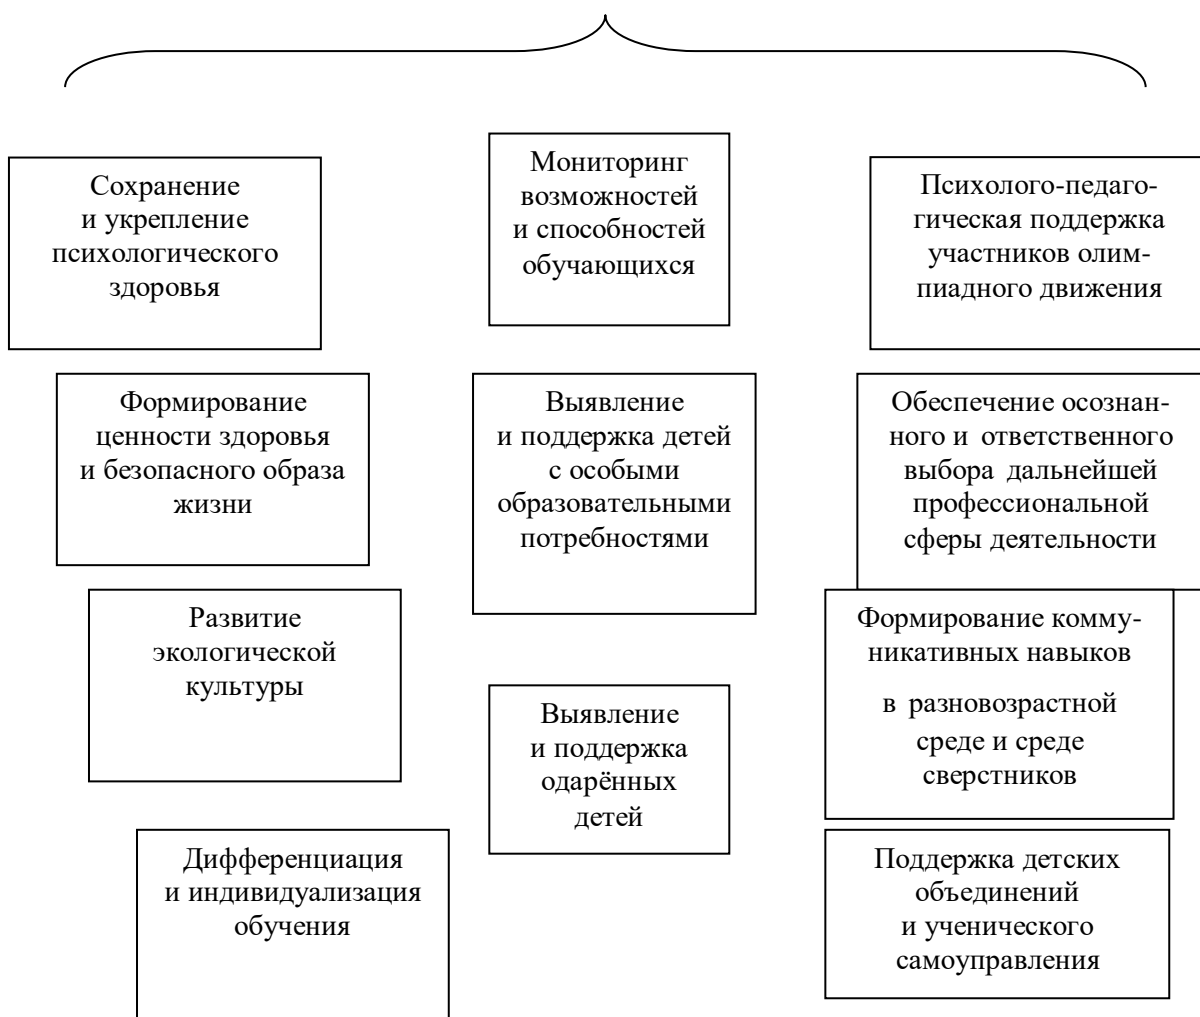 Сохранение
и укрепление
психологического
здоровья
Мониторинг
возможностей
и способностей
обучающихся
Психолого-педаго-
гическая поддержка
участников олим-
пиадного движения
Формирование
ценности здоровья
и безопасного образа
жизни
Выявление
и поддержка детей
с особыми
образовательными
потребностями
Обеспечение осознан-
ного и ответственного
выбора дальнейшей
профессиональной
сферы деятельности
Развитие
экологической
культуры
Выявление
и поддержка
одарённых
детей
Формирование комму-
никативных навыков
в разновозрастной
среде и среде
сверстников
Дифференциация
и индивидуализация
обучения
Поддержка детских
объединений
и ученического
самоуправления